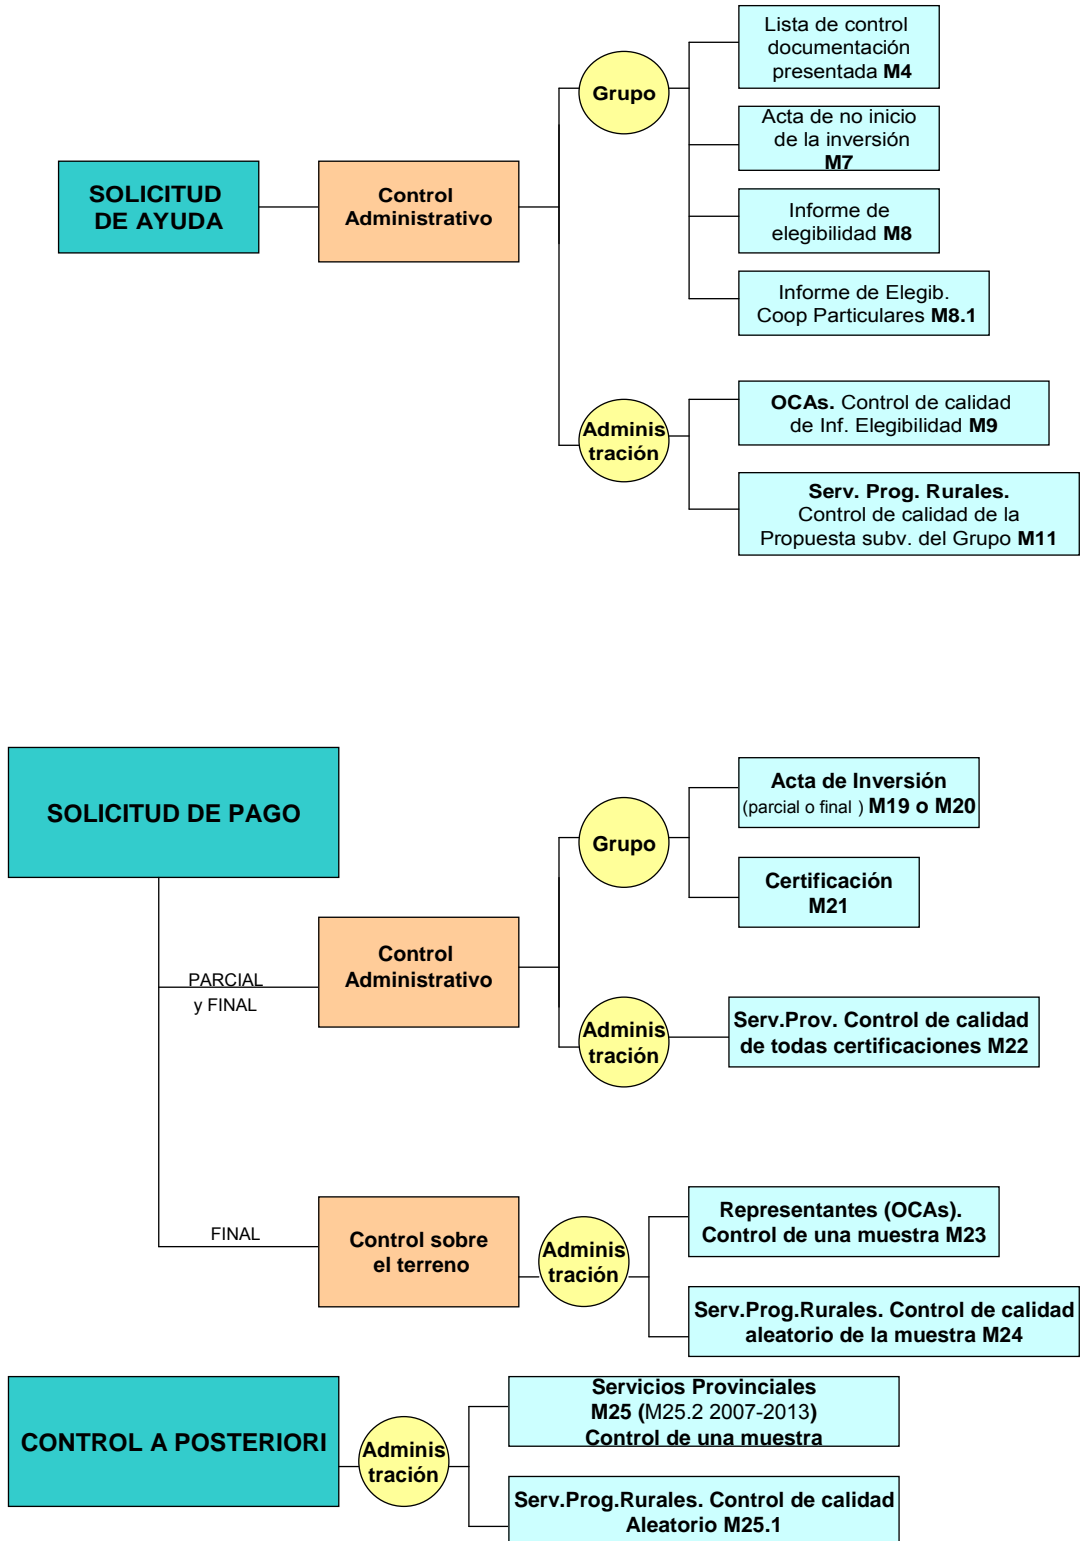 SOLICITUD
DE AYUDA
Control
Administrativo
Grupo
Lista de control
documentación
presentada M4
Acta de no inicio
de la inversión
M7
Informe de
elegibilidad M8
Informe de Elegib.
Coop Particulares M8.1
Adminis
tración
OCAs. Control de calidad
de Inf. Elegibilidad M9
Serv. Prog. Rurales.
Control de calidad de la
Propuesta subv. del Grupo M11
SOLICITUD DE PAGO
PARCIAL
y FINAL
Control
Administrativo
Grupo
Acta de Inversión
(parcial o final ) M19 o M20
Certificación
M21
Adminis
tración
Serv.Prov. Control de calidad
de todas certificaciones M22
FINAL
Control sobre
el terreno
Adminis
tración
Representantes (OCAs).
Control de una muestra M23
Serv.Prog.Rurales. Control de calidad
aleatorio de la muestra M24
CONTROL A POSTERIORI
Adminis
tración
Servicios Provinciales
M25 (M25.2 2007-2013)
Control de una muestra
Serv.Prog.Rurales. Control de calidad
Aleatorio M25.1